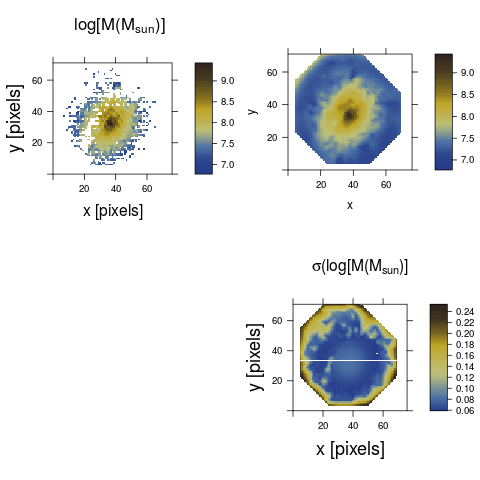 log[M(M_sun)]
y [pixels]
60
40
20
20 40 60
x [pixels]
9.0
8.5
8.0
7.5
7.0
y
60
40
20
20 40 60
x
9.0
8.5
8.0
7.5
7.0
σ(log[M(M_sun)]
y [pixels]
60
40
20
20 40 60
x [pixels]
0.24
0.22
0.20
0.18
0.16
0.14
0.12
0.10
0.08
0.06